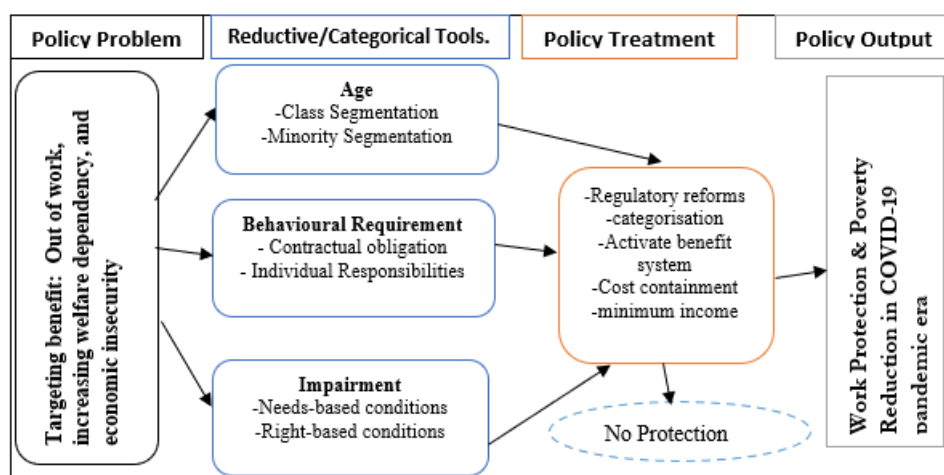 Policy Problem
Reductive/Categorical Tools.
Policy Treatment
Policy Output
Targeting benefit: Out of work,
increasing welfare dependency, and
economic insecurity
Age
-Class Segmentation
-Minority Segmentation
Behavioural Requirement
- Contractual obligation
- Individual Responsibilities
Impairment
-Needs-based conditions
-Right-based conditions
-Regulatory reforms
-categorisation
-Activate benefit
system
-Cost containment
-minimum income
No Protection
Work Protection & Poverty
Reduction in COVID-19
pandemic era